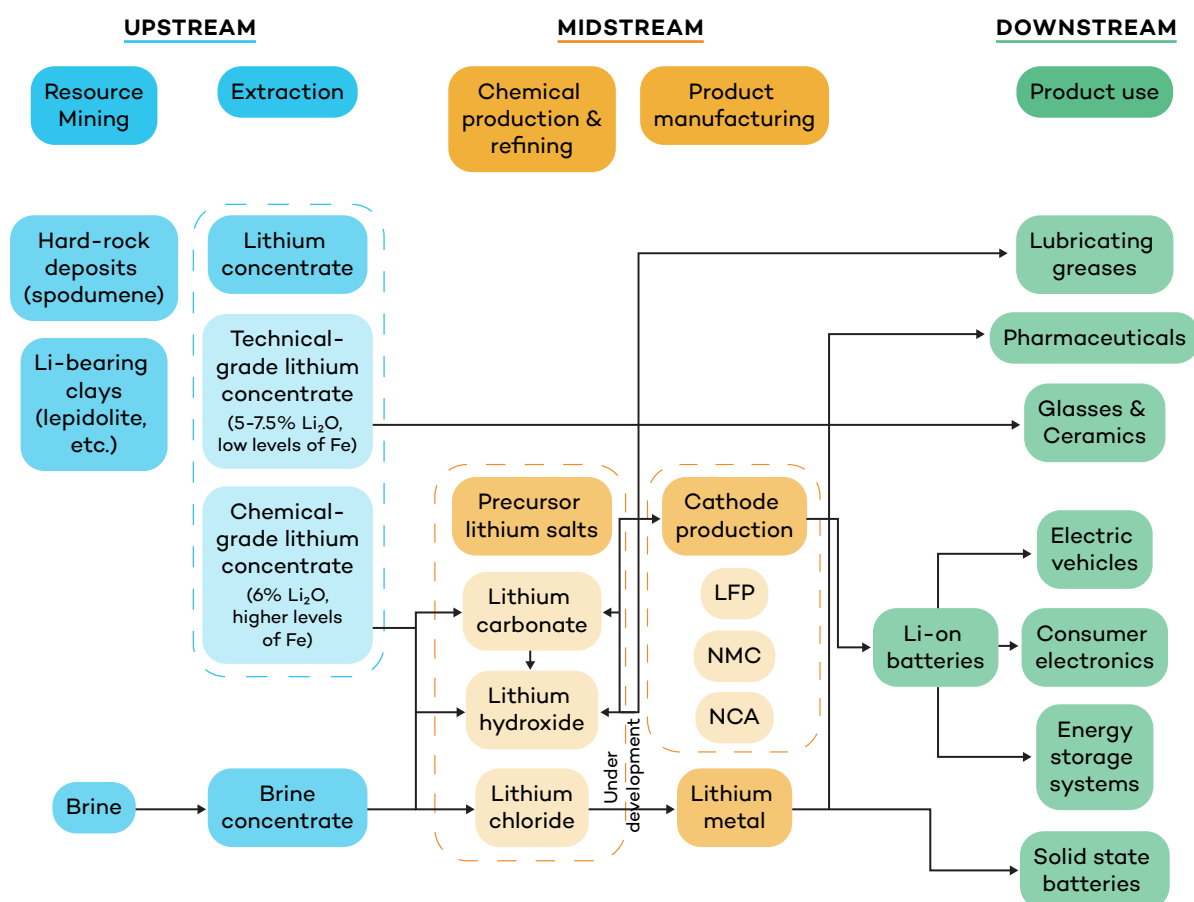 UPSTREAM
MIDSTREAM
DOWNSTREAM
Resource
Mining
Extraction
Chemical
production &
refining
Product
manufacturing
Product use
Hard-rock
deposits
(spodumene)
Li-bearing
clays
(lepidolite,
etc.)
Lithium
concentrate
Technical-
grade lithium
concentrate
(5-7.5% Li₂O,
low levels of Fe)
Chemical-
grade lithium
concentrate
(6% Li₂O,
higher levels
of Fe)
Brine
Brine
concentrate
Precursor
lithium salts
Lithium
carbonate
Lithium
hydroxide
Lithium
chloride
Under
development
Cathode
production
LFP
NMC
NCA
Lithium
metal
Lubricating
greases
Pharmaceuticals
Glasses &
Ceramics
Li-on
batteries
Electric
vehicles
Consumer
electronics
Energy
storage
systems
Solid state
batteries